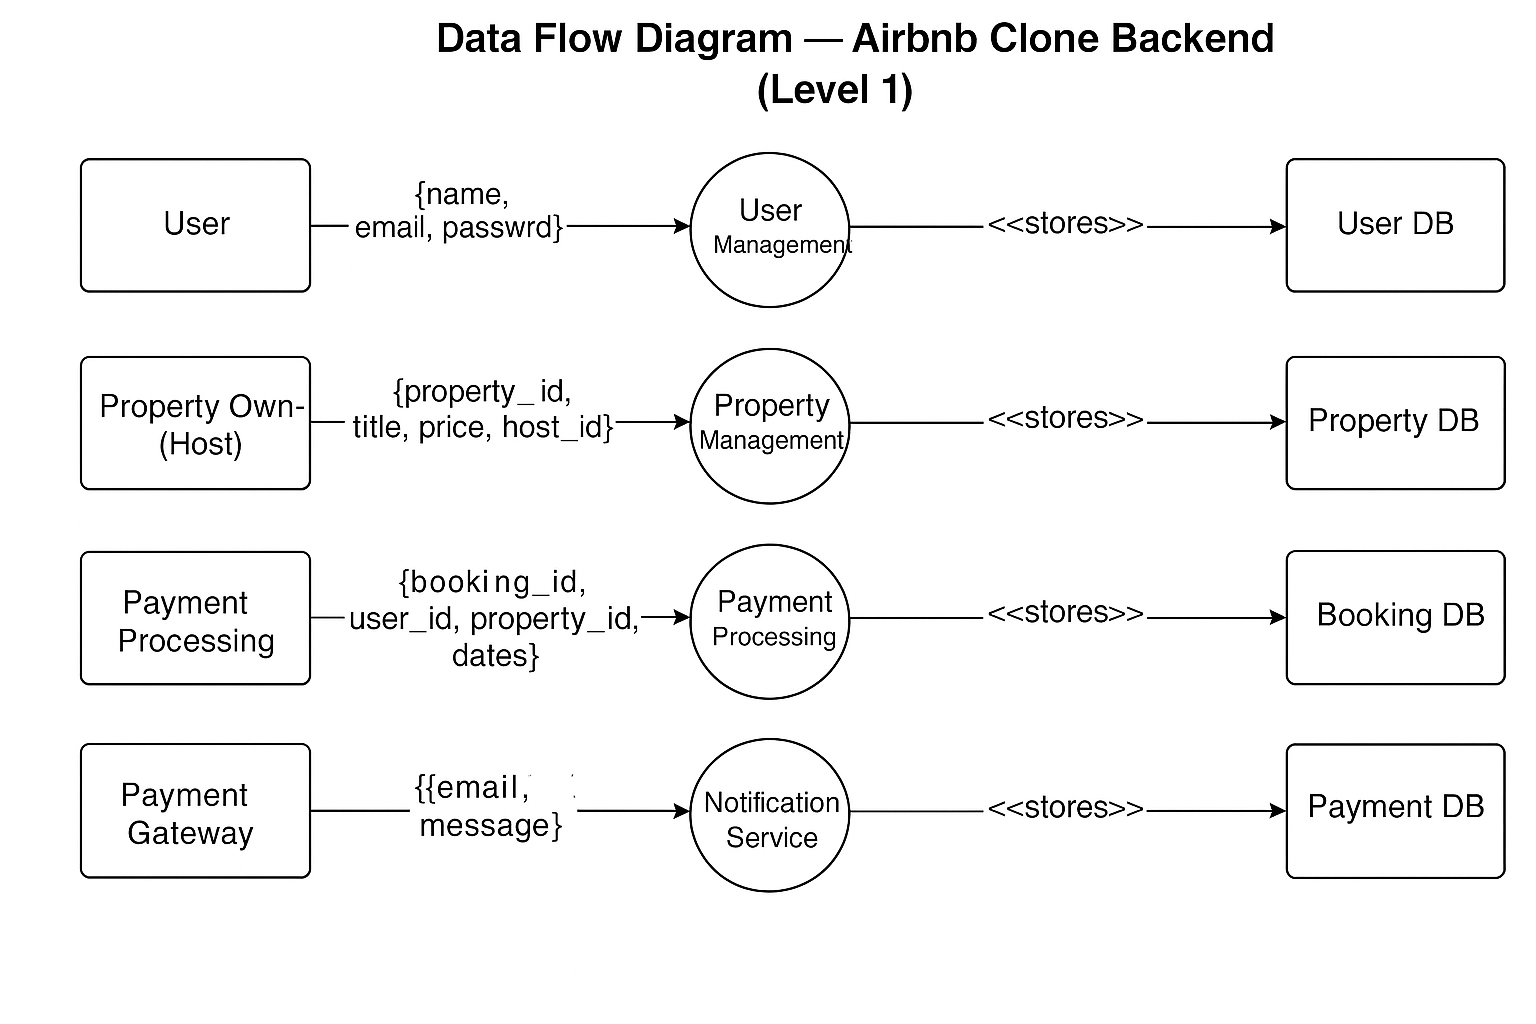 Data Flow Diagram — Airbnb Clone Backend
(Level 1)
User
{name,
email, passwrd}
User
Management
<<stores>>
User DB
Property Own-
(Host)
{property_id,
title, price, host_id}
Property
Management
<<stores>>
Property DB
Payment
Processing
{booking_id,
user_id, property_id,
dates}
Payment
Processing
<<stores>>
Booking DB
Payment
Gateway
{{email,
message}
Notification
Service
<<stores>>
Payment DB